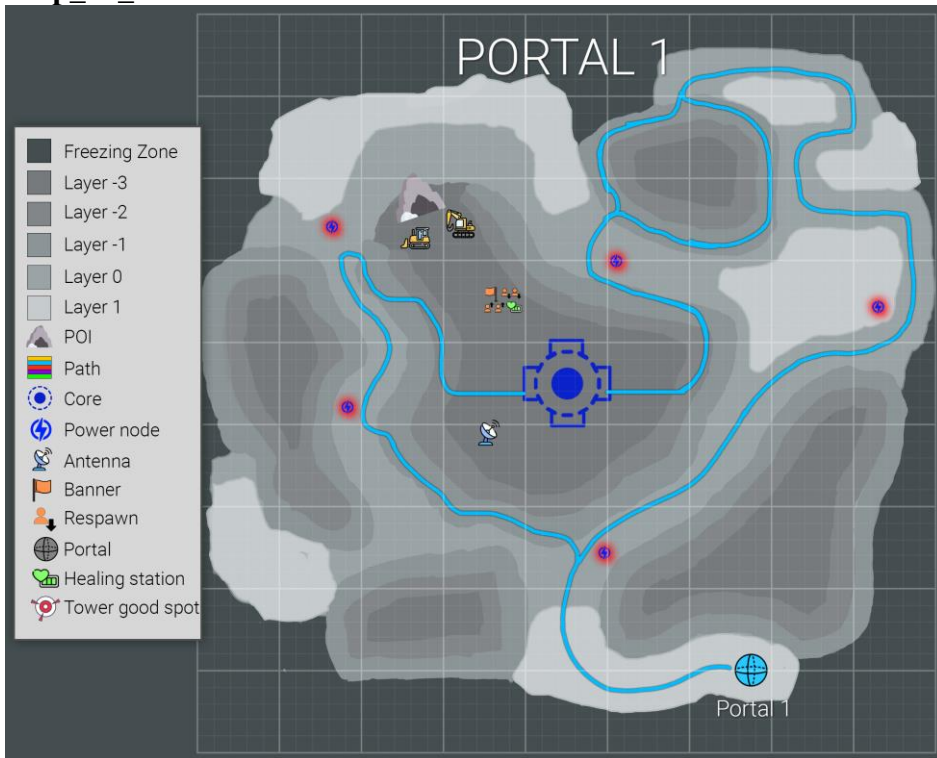 PORTAL 1
Freezing Zone
Layer -3
Layer -2
Layer -1
Layer 0
Layer 1
POI
Path
Core
Power node
Antenna
Banner
Respawn
Portal
Healing station
Tower good spot
Portal 1